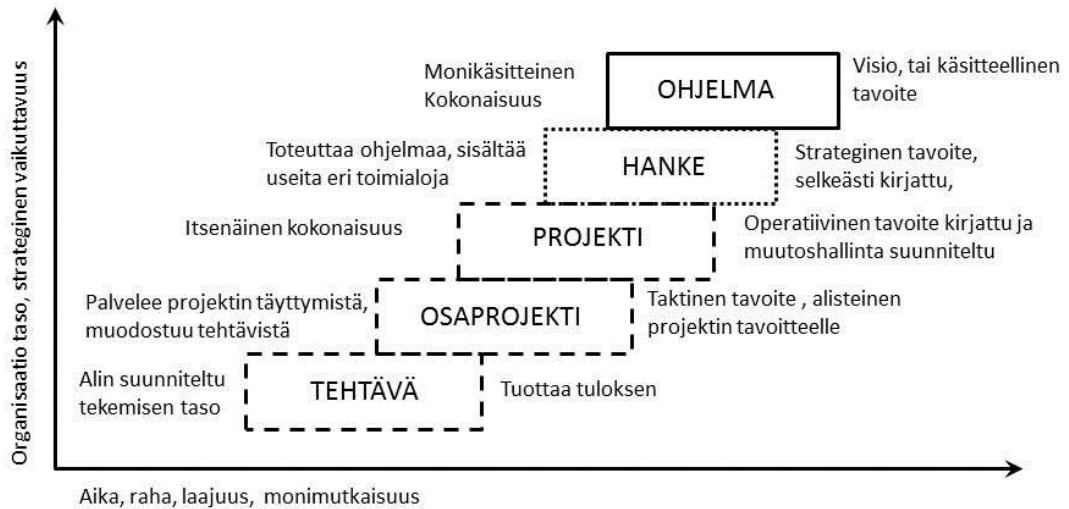 Organisaatio taso, strateginen vaikuttavuus
Monikäsitteinen
Kokonaisuus
OHJELMA
Visio, tai käsitteellinen
tavoite
Toteuttaa ohjelmaa, sisältää
useita eri toimialoja
HANKE
Strateginen tavoite,
selkeästi kirjattu,
Itsenäinen kokonaisuus
PROJEKTI
Operatiivinen tavoite kirjattu ja
muutoshallinta suunniteltu
Palvelee projektin täyttymistä,
muodostuu tehtävistä
OSAPROJEKTI
Taktinen tavoite , alisteinen
projektin tavoitteelle
Alin suunniteltu
tekemisen taso
TEHTÄVÄ
Tuottaa tuloksen
Aika, raha, laajuus, monimutkaisuus